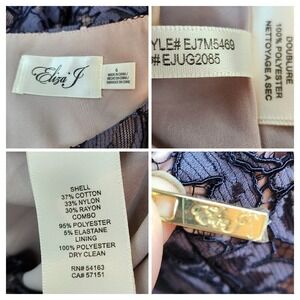 Eliza J
6
YLE# EJ7M5469
#EJUG2085
DOUBLURE
100% POLYESTER
NETTOYAGE A SEC
SHELL
37% COTTON
33% NYLON
30% RAYON
COMBO
95% POLYESTER
5% ELASTANE
LINING
100% POLYESTER
DRY CLEAN
RN# 54163
CA# 57151